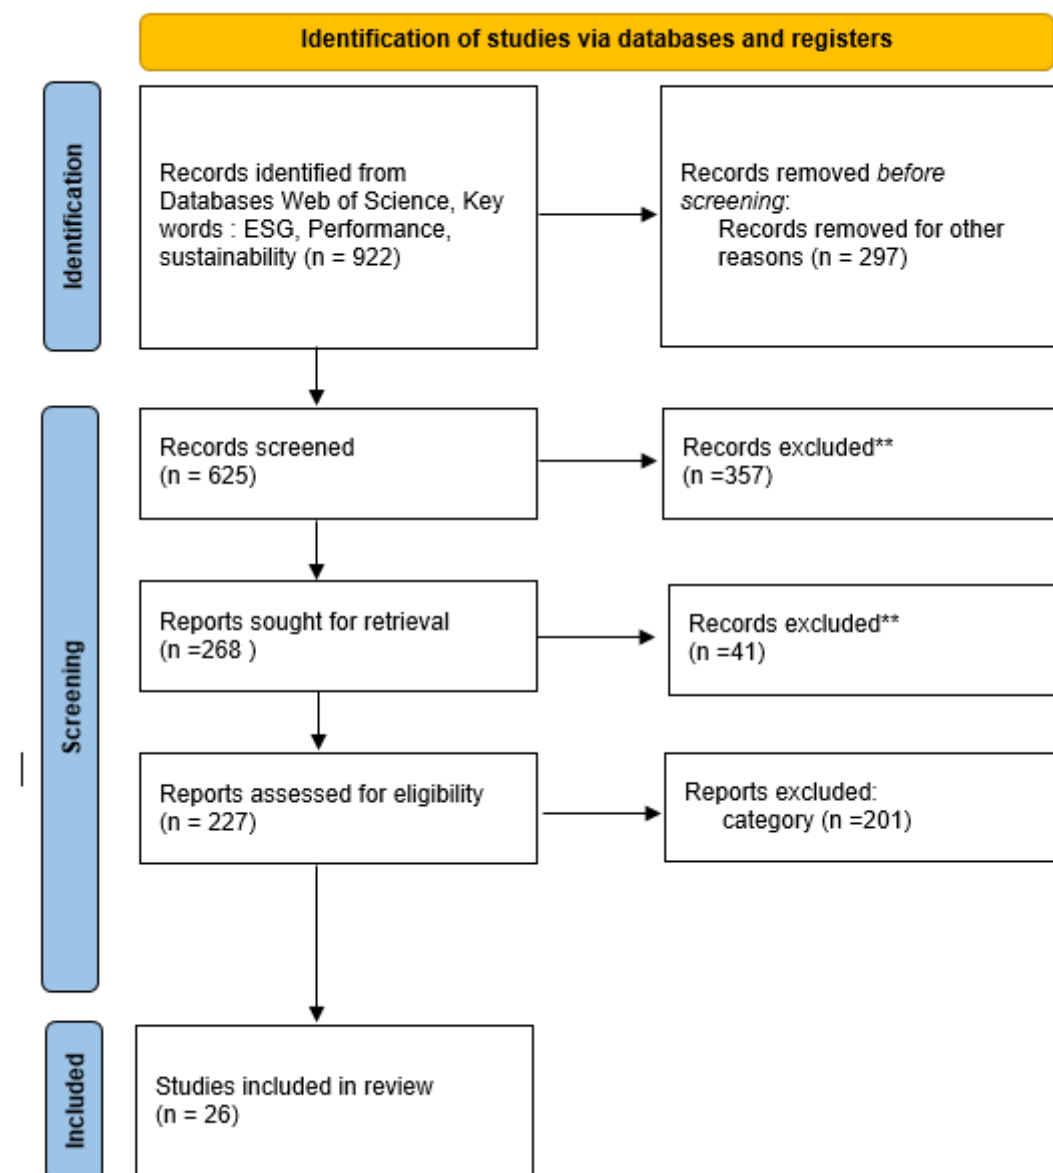 Identification of studies via databases and registers
Identification
Records identified from
Databases Web of Science, Key
words : ESG, Performance,
sustainability (n = 922)
Records removed before
screening:
Records removed for other
reasons (n = 297)
Screening
Records screened
(n = 625)
Records excluded**
(n =357)
Reports sought for retrieval
(n =268 )
Records excluded**
(n =41)
Reports assessed for eligibility
(n = 227)
Reports excluded:
category (n =201)
Included
Studies included in review
(n = 26)